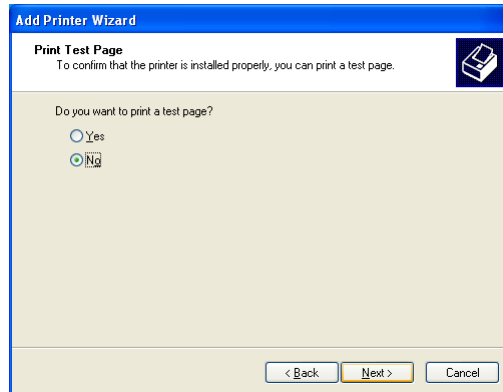 Add Printer Wizard
Print Test Page
To confirm that the printer is installed properly, you can print a test page.
Do you want to print a test page?
Yes
No
< Back Next > Cancel